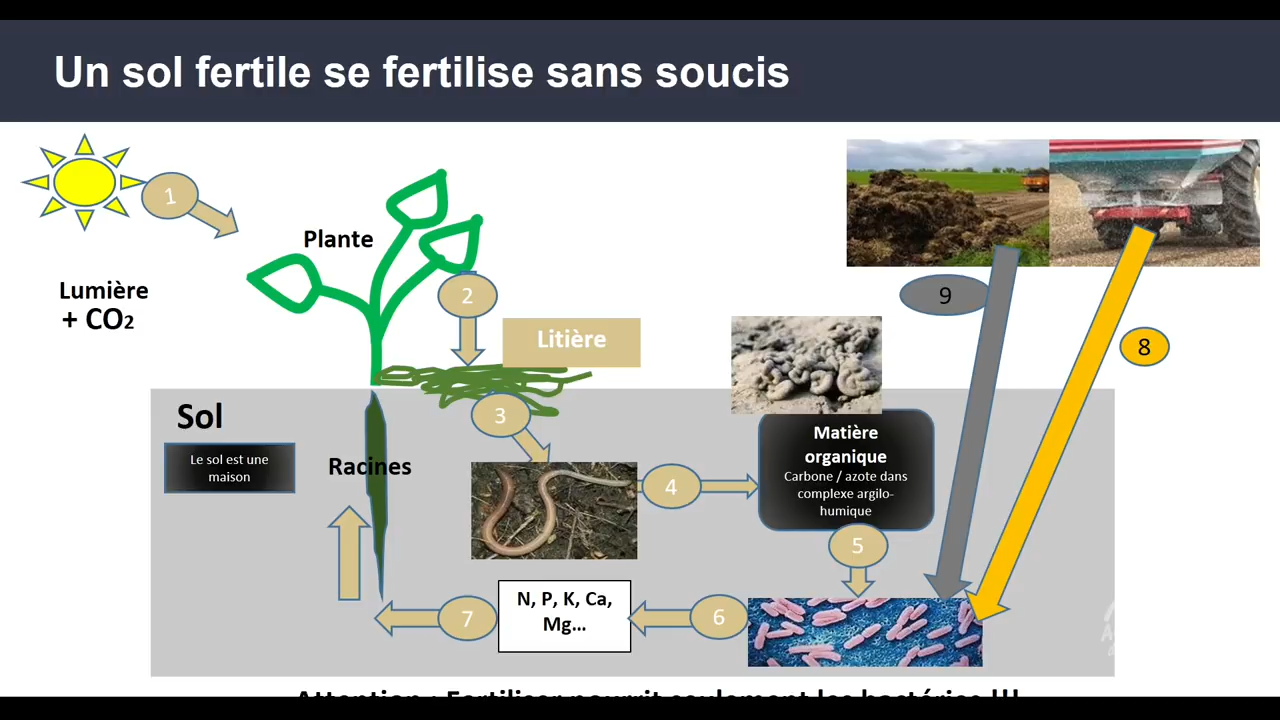 Un sol fertile se fertilise sans soucis
1
Plante
Lumière
+ CO2
2
Litière
9
8
Sol
Le sol est une
maison
Racines
3
4
Matière
organique
Carbone / azote dans
complexe argilo-
humique
5
N, P, K, Ca,
Mg...
6
7
Attention : Fertiliser nourrit seulement les bactéries !!!